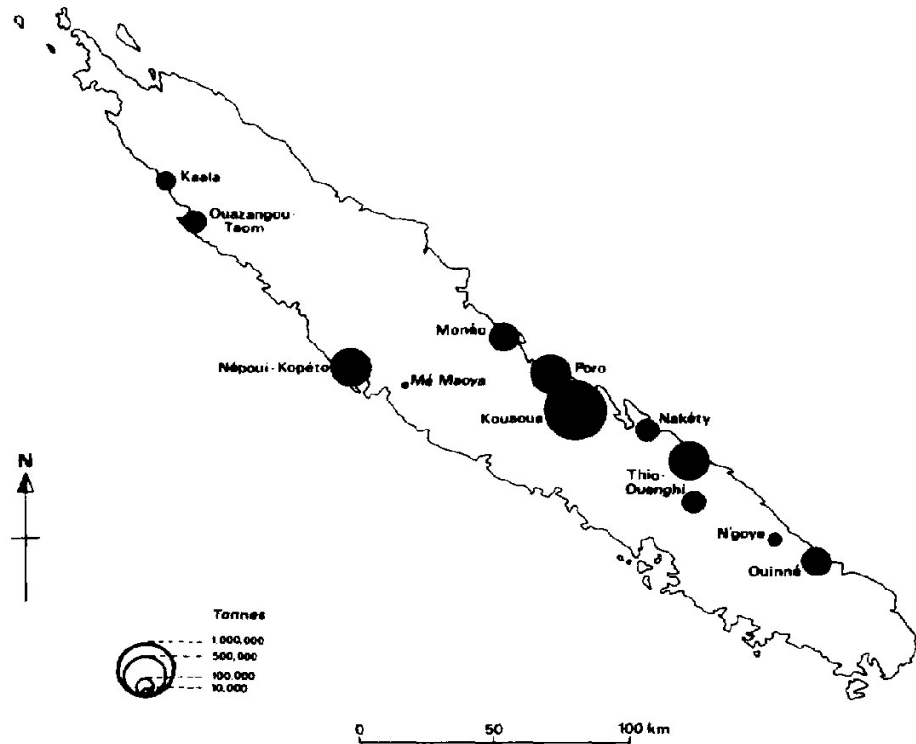 Kaala
Ouazangou-
Taom
Monéo
Népoui-Kopéto
Poro
Mé Maoya
Kouaoua
Nakéty
Thio-
Ouenghi
N
N'goye
Ouinné
Tonnes
1.000,000
500,000
100.000
10.000
0 50 100 km